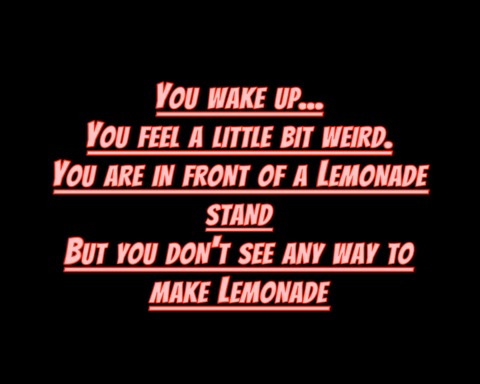 You wake up...
You feel a little bit weird.
You are in front of a Lemonade
stand
But you don't see any way to
make Lemonade